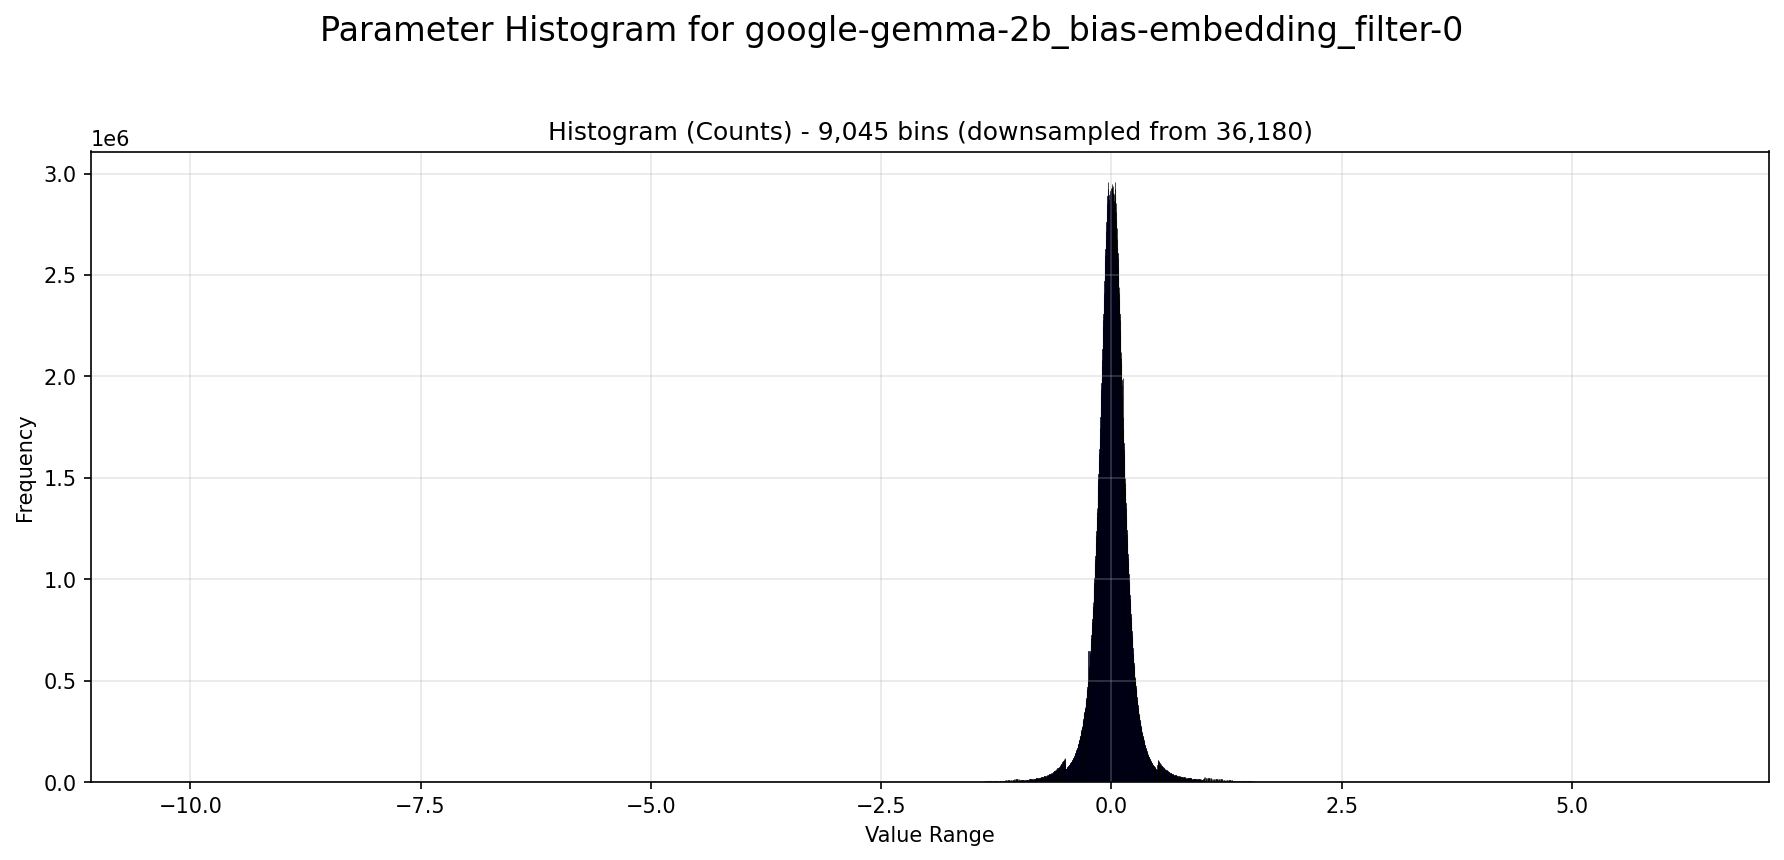 Parameter Histogram for google-gemma-2b_bias-embedding_filter-0
Histogram (Counts) - 9,045 bins (downsampled from 36,180)
1e6
3.0
2.5
2.0
1.5
1.0
0.5
0.0
Frequency
−10.0 −7.5 −5.0 −2.5 0.0 2.5 5.0
Value Range